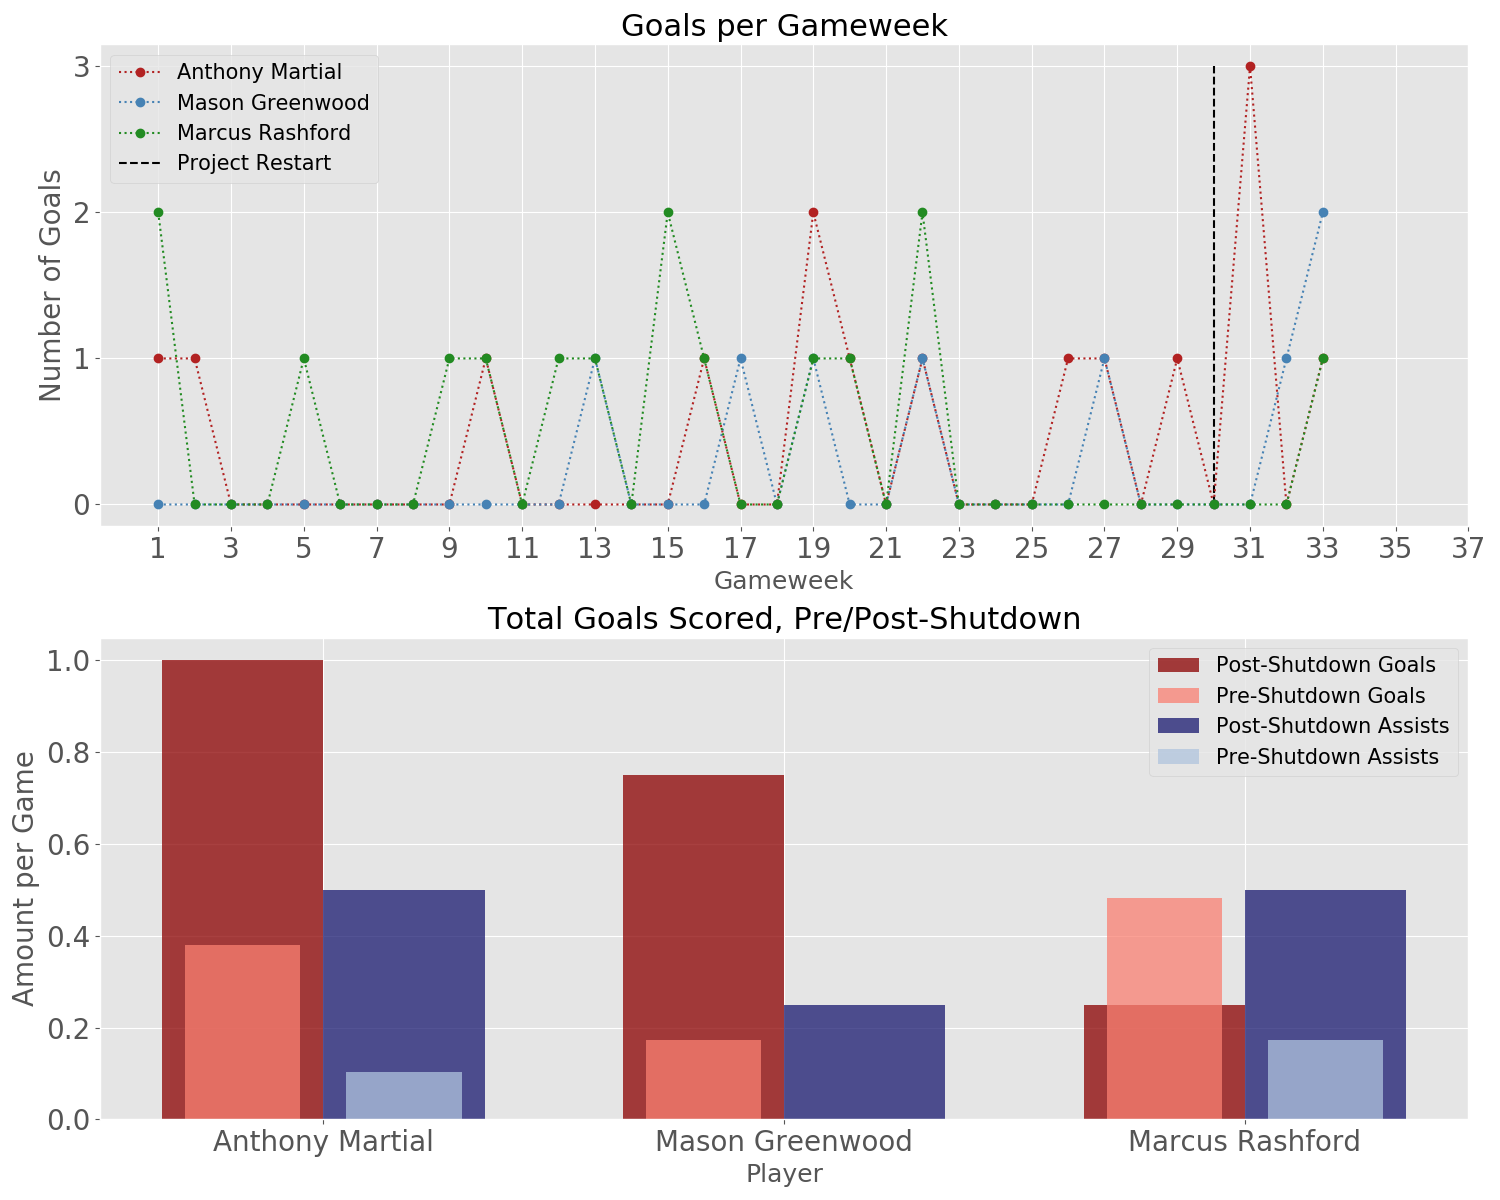 Goals per Gameweek
Anthony Martial
Mason Greenwood
Marcus Rashford
Project Restart
Number of Goals
3
2
1
0
1 3 5 7 9 11 13 15 17 19 21 23 25 27 29 31 33 35 37
Gameweek
Total Goals Scored, Pre/Post-Shutdown
Post-Shutdown Goals
Pre-Shutdown Goals
Post-Shutdown Assists
Pre-Shutdown Assists
Amount per Game
1.0
0.8
0.6
0.4
0.2
0.0
Anthony Martial Mason Greenwood Marcus Rashford
Player